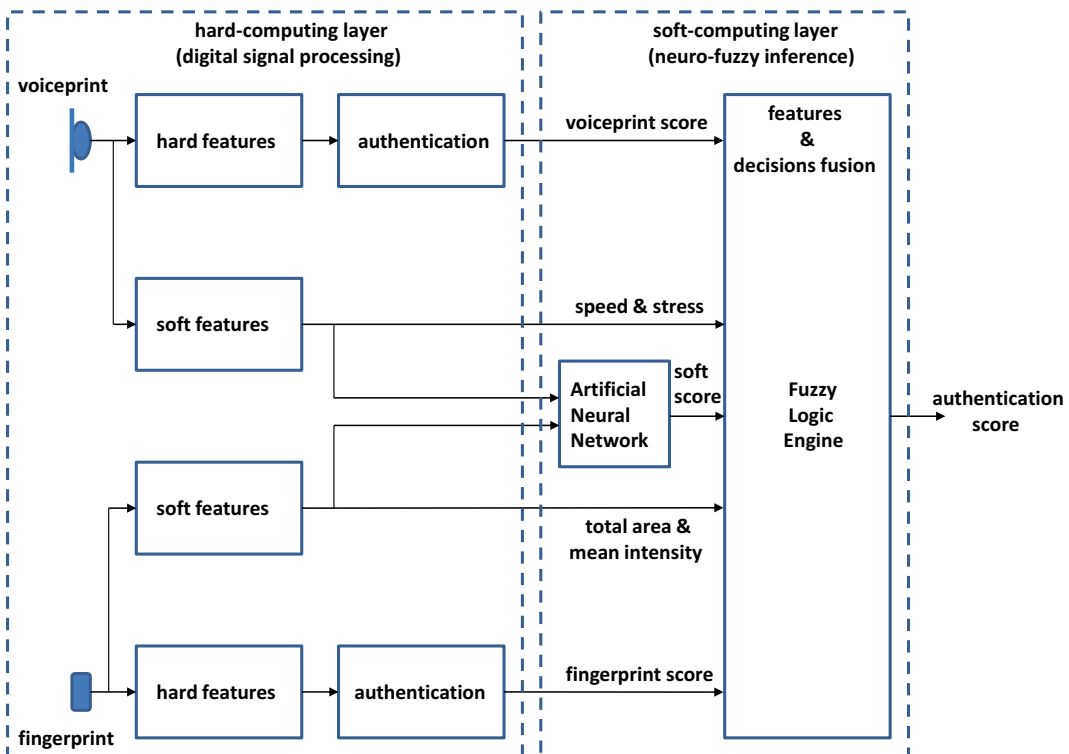 hard-computing layer
(digital signal processing)
soft-computing layer
(neuro-fuzzy inference)
voiceprint
hard features
authentication
voiceprint score
features
&
decisions fusion
soft features
speed & stress
Artificial
Neural
Network
soft
score
Fuzzy
Logic
Engine
authentication
score
soft features
total area &
mean intensity
hard features
authentication
fingerprint score
fingerprint